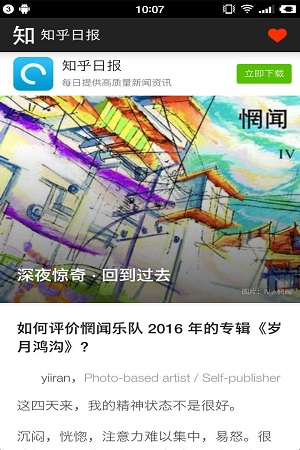 10:07
知 知乎日报
知乎日报
每日提供高质量新闻资讯
立即下载
惘闻
IV
深夜惊奇 · 回到过去
图片：IV / 惘闻
如何评价惘闻乐队 2016 年的专辑《岁
月鸿沟》?
yiiran，Photo-based artist / Self-publisher
这四天来，我的精神状态不是很好。
沉闷，恍惚，注意力难以集中，易怒。很